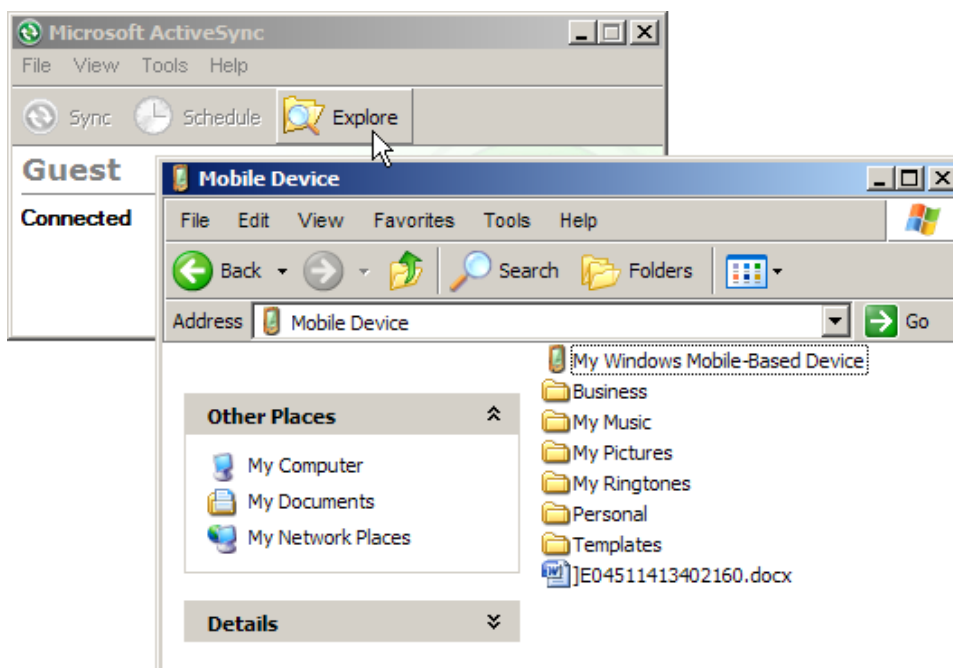 Microsoft ActiveSync
File View Tools Help
Sync Schedule Explore
Guest
Connected
Mobile Device
File Edit View Favorites Tools Help
Back Search Folders
Address Mobile Device Go
Other Places
My Computer
My Documents
My Network Places
Details
My Windows Mobile-Based Device
Business
My Music
My Pictures
My Ringtones
Personal
Templates
]E04511413402160.docx